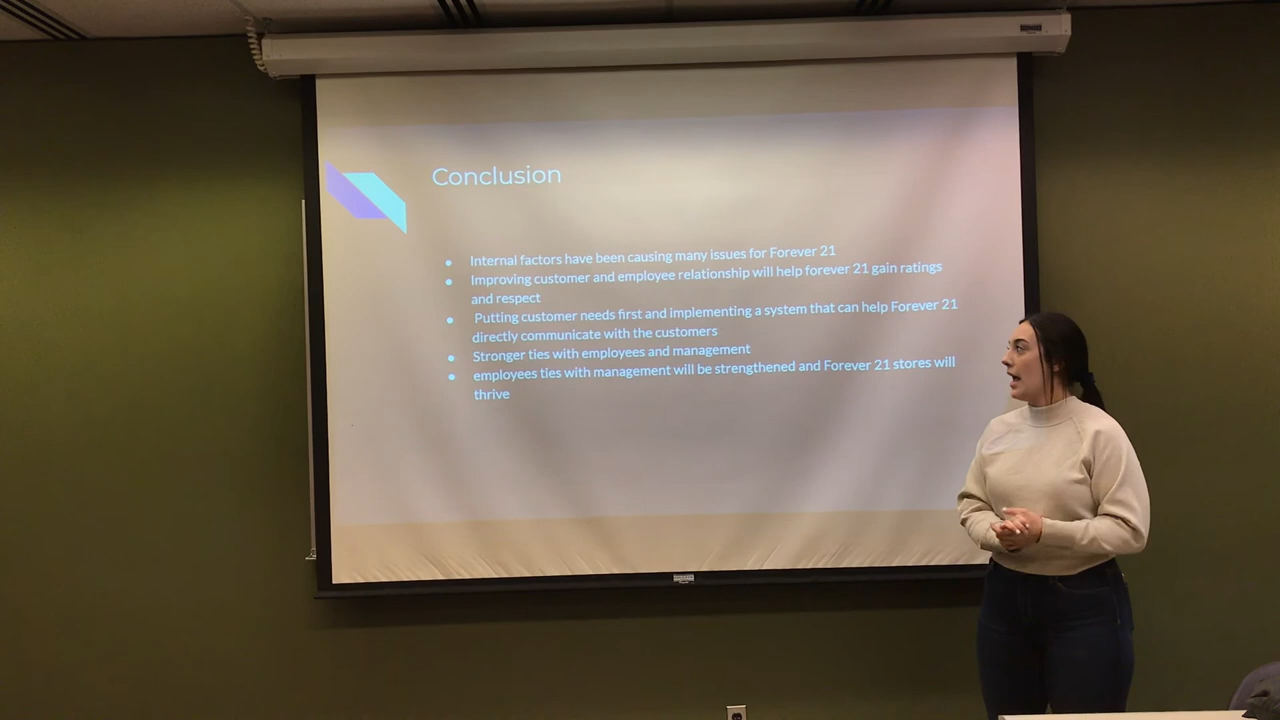 Conclusion
● Internal factors have been causing many issues for Forever 21
● Improving customer and employee relationship will help forever 21 gain ratings
and respect
● Putting customer needs first and implementing a system that can help Forever 21
directly communicate with the customers
● Stronger ties with employees and management
● employees ties with management will be strengthened and Forever 21 stores will
thrive